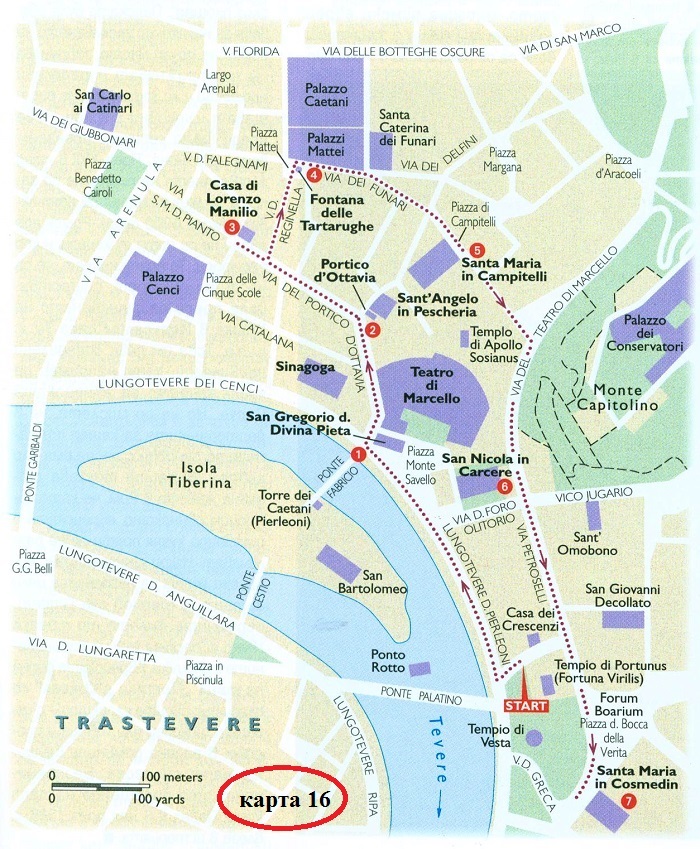 V. FLORIDA
VIA DELLE BOTTEGHE OSCURE
VIA DI SAN MARCO
Largo
Arenula
Palazzo
Caetani
San Carlo
ai Catinari
VIA DEI GIUBBONARI
Piazza
Mattei
Palazzi
Mattei
Santa
Caterina
dei Funari
VIA DEI DELFINI
Piazza
Margana
Piazza
d'Aracoeli
Piazza
Benedetto
Cairoli
V. D. FALEGNAMI
VIA ARENULA
VIA
S. M. D. PIANTO
Casa di
Lorenzo
Manilio
3
V. D.
REGINELLA
4
VIA DEI FUNARI
Fontana
delle
Tartarughe
Piazza di
Campitelli
5
Santa Maria
in Campitelli
TEATRO DI MARCELLO
VIA DEL
Palazzo
Cenci
Piazza delle
Cinque Scole
VIA DEL PORTICO
D'OTTAVIA
Portico
d'Ottavia
2
Sant'Angelo
in Pescheria
Tempio
di Apollo
Sosianus
Palazzo
dei
Conservatori
VIA CATALANA
Sinagoga
Teatro
di
Marcello
Monte
Capitolino
LUNGOTEVERE DEI CENCI
San Gregorio d.
Divina Pieta
1
Piazza
Monte
Savello
San Nicola in
Carcere
6
PONTE GARIBALDI
Isola
Tiberina
PONTE
FABRICIO
Torre dei
Caetani
(Pierleoni)
VICO JUGARIO
VIA D. FORO
OLITORIO
Sant'
Omobono
VIA PETROSELLI
LUNGOTEVERE D. PIERLEONI
Piazza
G.G. Belli
LUNGOTEVERE D. ANGUILLARA
PONTE
CESTIO
San
Bartolomeo
San Giovanni
Decollato
Casa dei
Crescenzi
VIA D. LUNGARETTA
Piazza in
Piscinula
Ponto
Rotto
PONTE PALATINO
Tempio di Portunus
(Fortuna Virilis)
START
Forum
Boarium
Piazza d. Bocca
della
Verita
TRASTEVERE
LUNGOTEVERE RIPA
Tevere
Tempio di
Vesta
V. D. GRECA
Santa Maria
in Cosmedin
7
0 100 meters
0 100 yards
карта 16